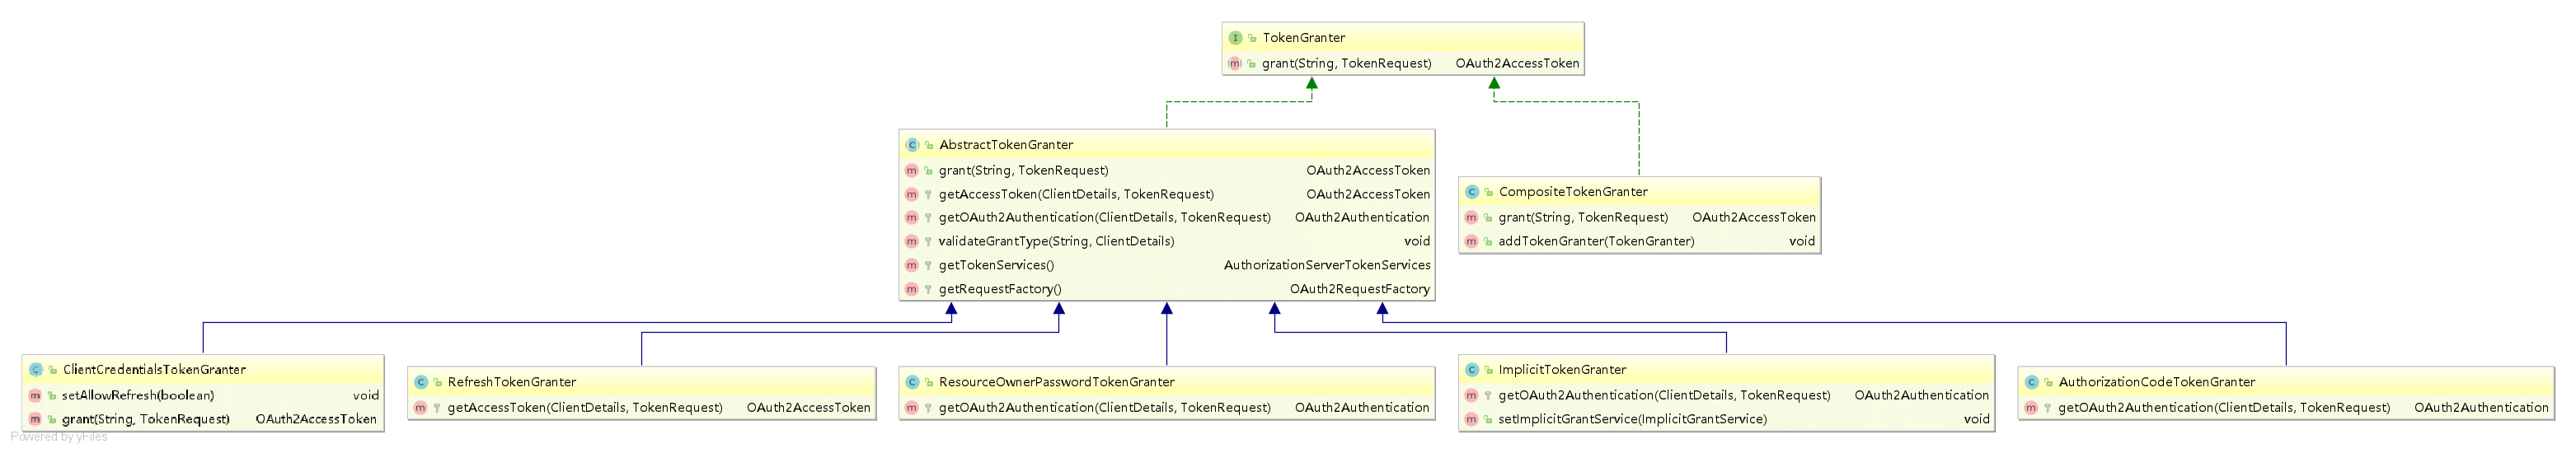 TokenGranter
grant(String, TokenRequest) OAuth2AccessToken
AbstractTokenGranter
grant(String, TokenRequest) OAuth2AccessToken
getAccessToken(ClientDetails, TokenRequest) OAuth2AccessToken
getOAuth2Authentication(ClientDetails, TokenRequest) OAuth2Authentication
validateGrantType(String, ClientDetails) void
getTokenServices() AuthorizationServerTokenServices
getRequestFactory() OAuth2RequestFactory
CompositeTokenGranter
grant(String, TokenRequest) OAuth2AccessToken
addTokenGranter(TokenGranter) void
ClientCredentialsTokenGranter
setAllowRefresh(boolean) void
grant(String, TokenRequest) OAuth2AccessToken
RefreshTokenGranter
getAccessToken(ClientDetails, TokenRequest) OAuth2AccessToken
ResourceOwnerPasswordTokenGranter
getOAuth2Authentication(ClientDetails, TokenRequest) OAuth2Authentication
ImplicitTokenGranter
getOAuth2Authentication(ClientDetails, TokenRequest) OAuth2Authentication
setImplicitGrantService(ImplicitGrantService) void
AuthorizationCodeTokenGranter
getOAuth2Authentication(ClientDetails, TokenRequest) OAuth2Authentication
Powered by yFiles